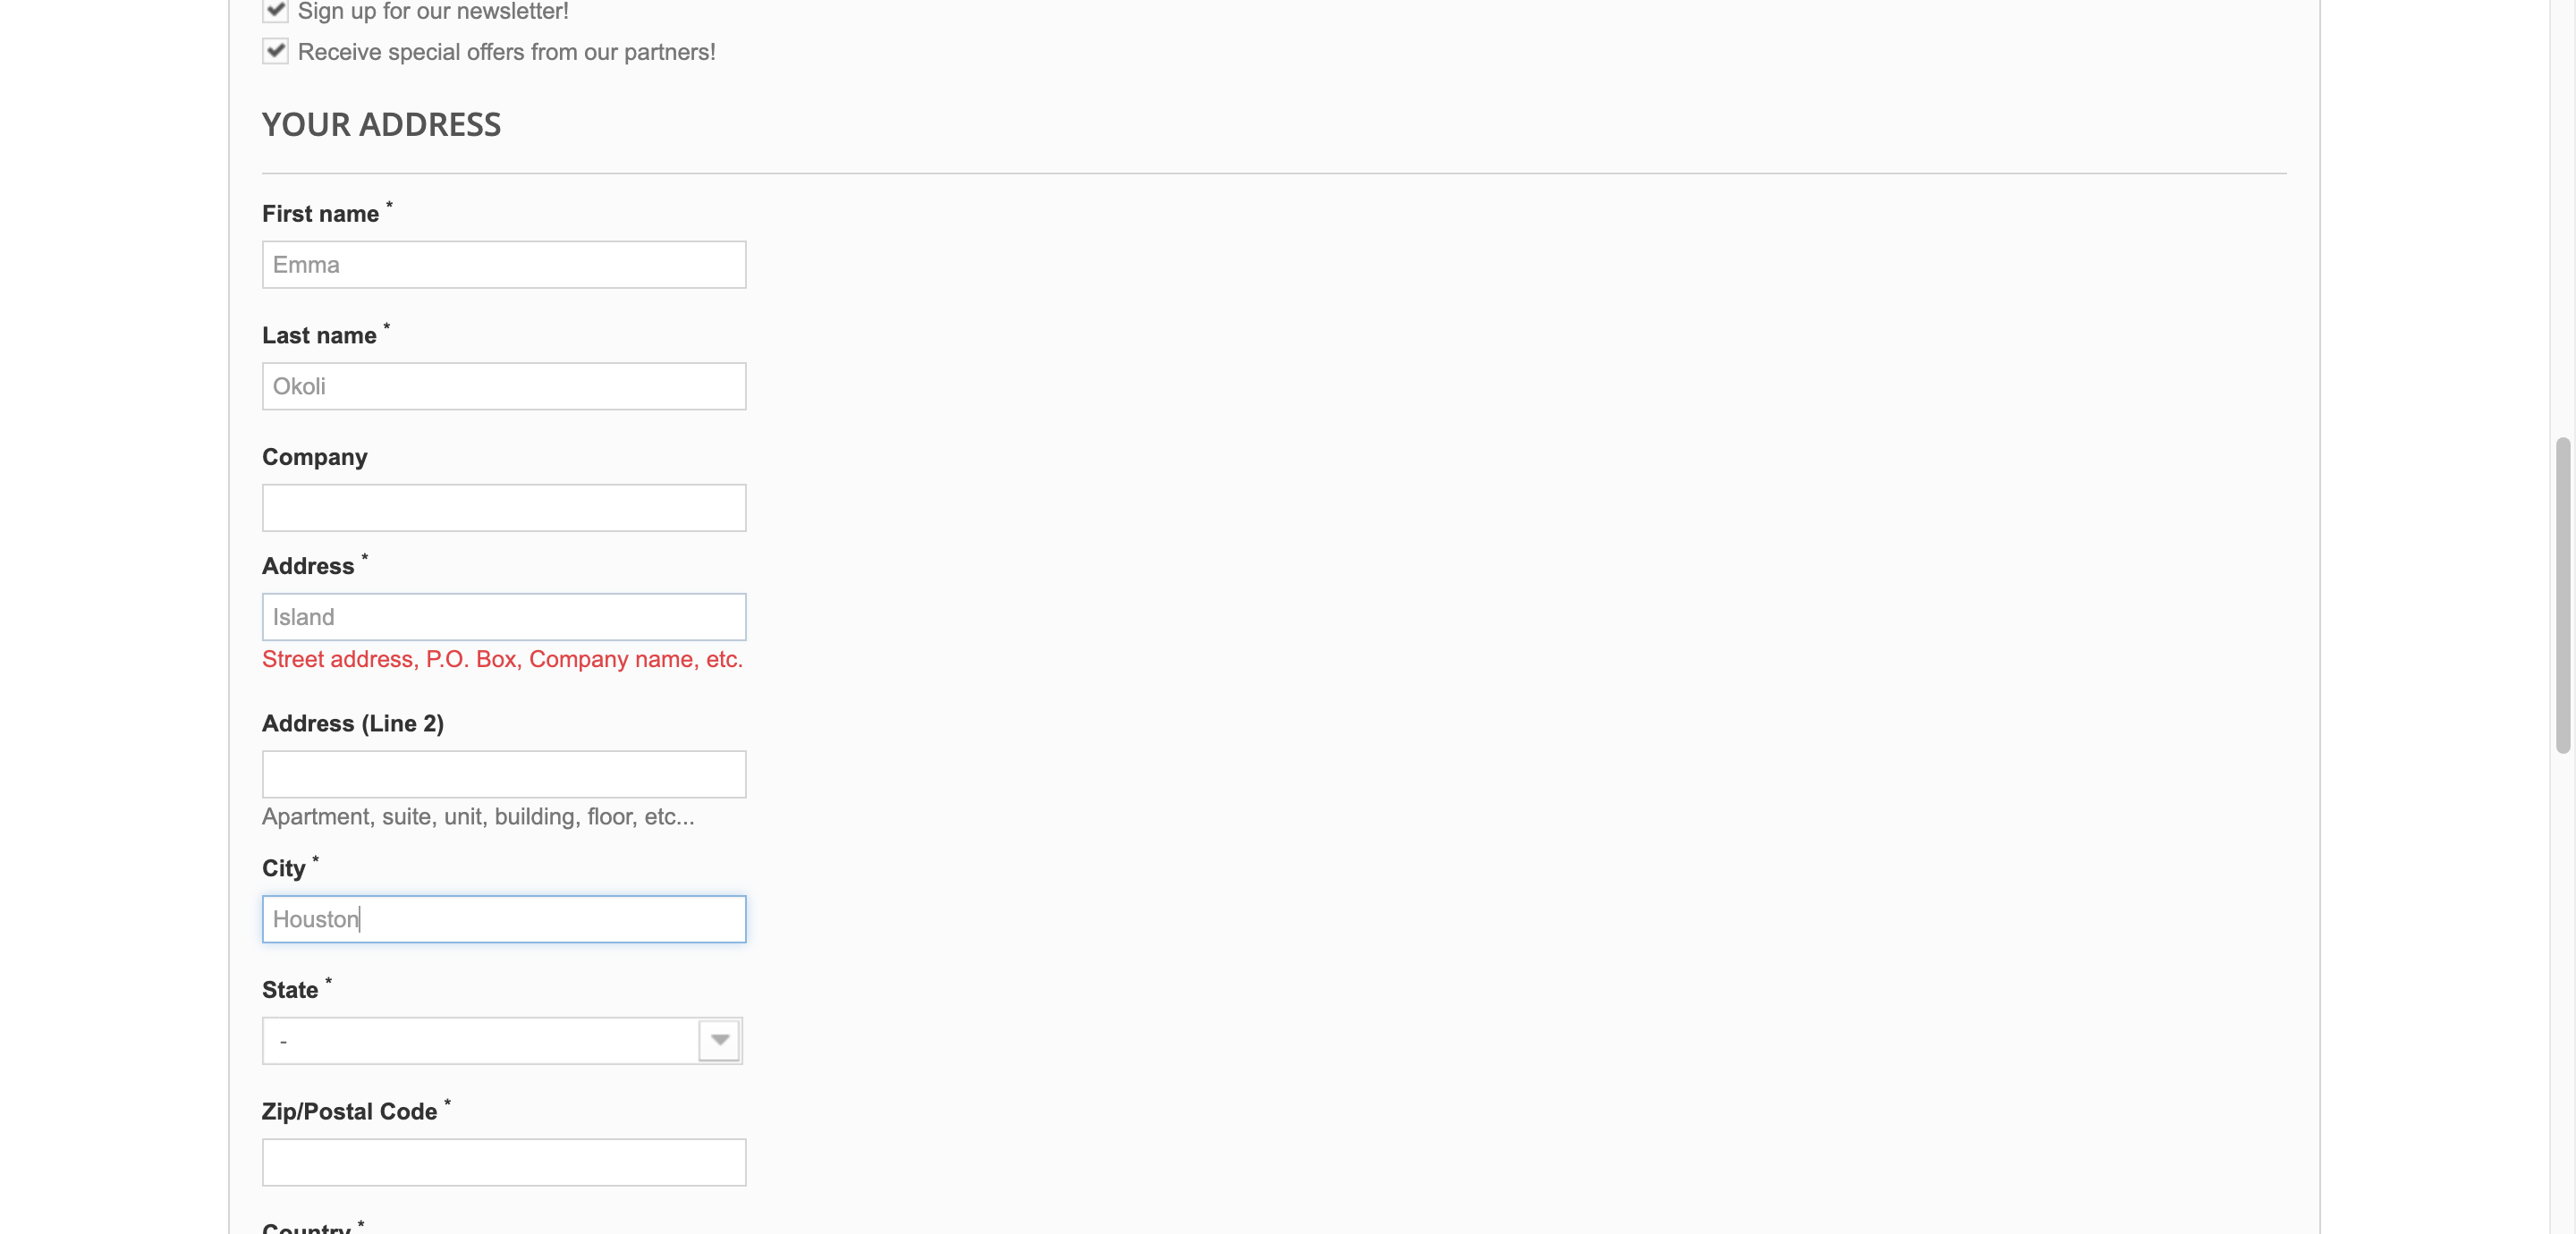 Sign up for our newsletter!
Receive special offers from our partners!
YOUR ADDRESS
First name *
Emma
Last name *
Okoli
Company
Address *
Island
Street address, P.O. Box, Company name, etc.
Address (Line 2)
Apartment, suite, unit, building, floor, etc...
City *
Houston
State *
-
Zip/Postal Code *
Country *